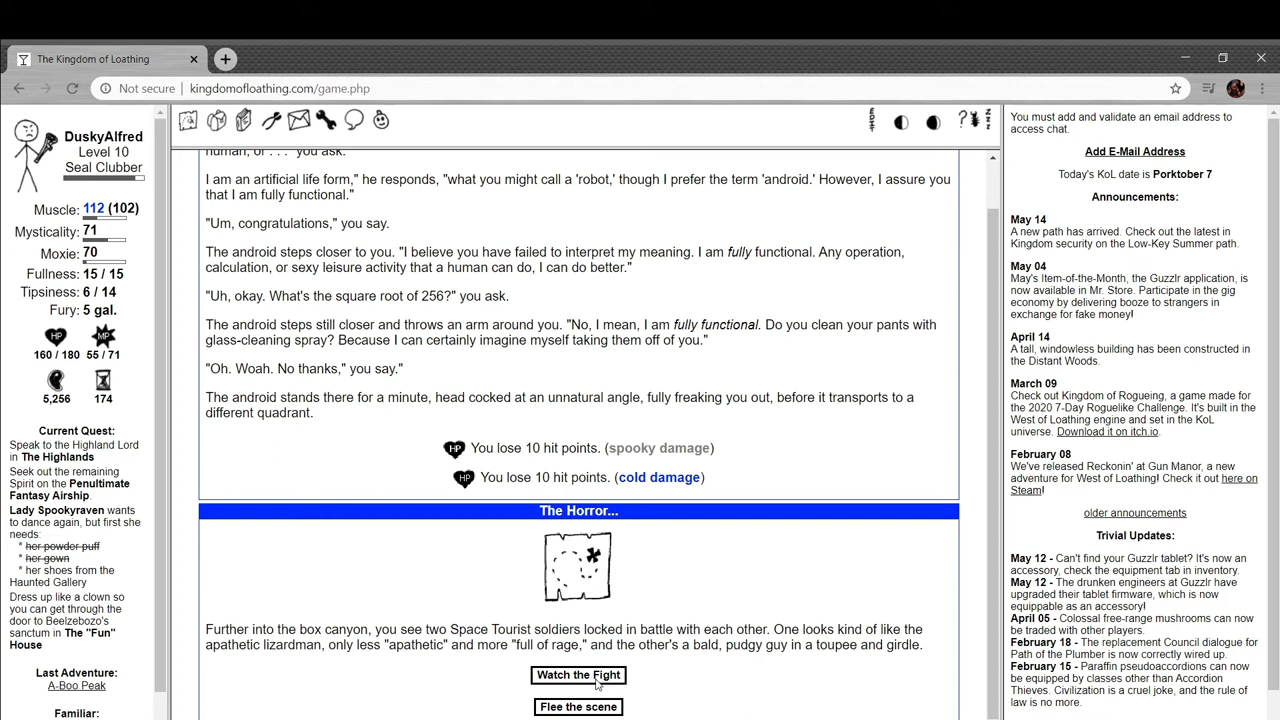 The Kingdom of Loathing
Not secure
kingdomofloathing.com/game.php
DuskyAlfred
Level 10
Seal Clubber
Muscle: 112 (102)
Mysticality: 71
Moxie: 70
Fullness: 15 / 15
Tipsiness: 6 / 14
Fury: 5 gal.
HP MP
160 / 180 55 / 71
5,256 174
Current Quest:
Speak to the Highland Lord
in The Highlands
Seek out the remaining
Spirit on the Penultimate
Fantasy Airship.
Lady Spookyraven wants
to dance again, but first she
needs:
* her powder puff
* her gown
* her shoes from the
Haunted Gallery
Dress up like a clown so
you can get through the
door to Beelzebozo's
sanctum in The "Fun"
House
Last Adventure:
A-Boo Peak
Familiar:
human, or . . ." you ask.
I am an artificial life form," he responds, "what you might call a 'robot,' though I prefer the term 'android.' However, I assure you
that I am fully functional."
"Um, congratulations," you say.
The android steps closer to you. "I believe you have failed to interpret my meaning. I am fully functional. Any operation,
calculation, or sexy leisure activity that a human can do, I can do better."
"Uh, okay. What's the square root of 256?" you ask.
The android steps still closer and throws an arm around you. "No, I mean, I am fully functional. Do you clean your pants with
glass-cleaning spray? Because I can certainly imagine myself taking them off of you."
"Oh. Woah. No thanks," you say."
The android stands there for a minute, head cocked at an unnatural angle, fully freaking you out, before it transports to a
different quadrant.
HP You lose 10 hit points. (spooky damage)
HP You lose 10 hit points. (cold damage)
The Horror...
Further into the box canyon, you see two Space Tourist soldiers locked in battle with each other. One looks kind of like the
apathetic lizardman, only less "apathetic" and more "full of rage," and the other's a bald, pudgy guy in a toupee and girdle.
Watch the Fight
Flee the scene
EDIT
?
ZZZ
You must add and validate an email address to
access chat.
Add E-Mail Address
Today's KoL date is Porktober 7
Announcements:
May 14
A new path has arrived. Check out the latest in
Kingdom security on the Low-Key Summer path.
May 04
May's Item-of-the-Month, the Guzzlr application, is
now available in Mr. Store. Participate in the gig
economy by delivering booze to strangers in
exchange for fake money!
April 14
A tall, windowless building has been constructed in
the Distant Woods.
March 09
Check out Kingdom of Rogueing, a game made for
the 2020 7-Day Roguelike Challenge. It's built in the
West of Loathing engine and set in the KoL
universe. Download it on itch.io.
February 08
We've released Reckonin' at Gun Manor, a new
adventure for West of Loathing! Check it out here on
Steam!
older announcements
Trivial Updates:
May 12 - Can't find your Guzzlr tablet? It's now an
accessory, check the equipment tab in inventory.
May 12 - The drunken engineers at Guzzlr have
upgraded their tablet firmware, which is now
equippable as an accessory!
April 05 - Colossal free-range mushrooms can now
be traded with other players.
February 18 - The replacement Council dialogue for
Path of the Plumber is now correctly wired up.
February 15 - Paraffin pseudoaccordions can now
be equipped by classes other than Accordion
Thieves. Civilization is a cruel joke, and the rule of
law is no more.